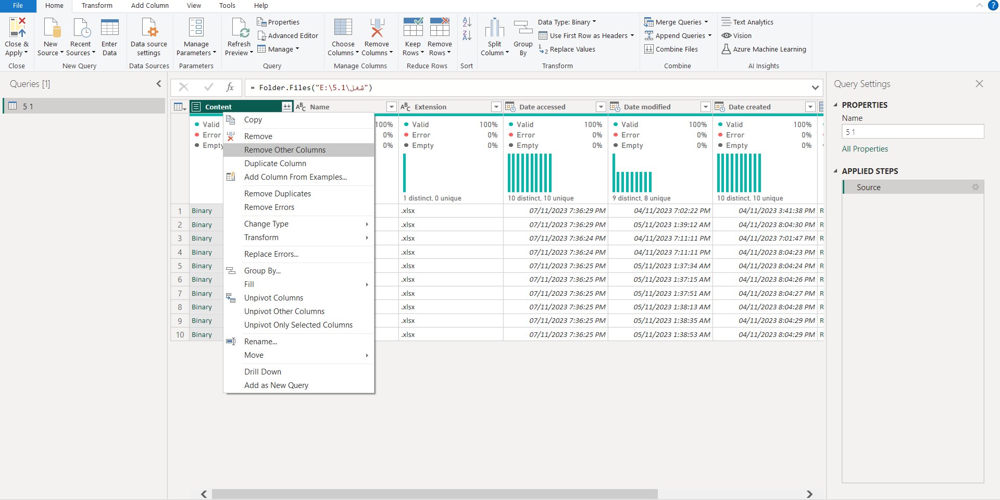 File Home Transform Add Column View Tools Help
Close & Apply
New Source
Recent Sources
Enter Data
Data source settings
Manage Parameters
Refresh Preview
Properties
Advanced Editor
Manage
Choose Columns
Remove Columns
Keep Rows
Remove Rows
Split Column
Group By
Data Type: Binary
Use First Row as Headers
Replace Values
Merge Queries
Append Queries
Combine Files
Text Analytics
Vision
Azure Machine Learning
Close New Query Data Sources Parameters Query Manage Columns Reduce Rows Sort Transform Combine AI Insights
Queries [1]
5 1
fx
= Folder.Files("E:\5.1\شغل")
Content ABC Name ABC Extension Date accessed Date modified Date created
Valid 100% Valid 100% Valid 100% Valid 100% Valid 100%
Error 0% Error 0% Error 0% Error 0% Error 0%
Empty 0% Empty 0% Empty 0% Empty 0% Empty 0%
1 distinct, 0 unique 10 distinct, 10 unique 9 distinct, 8 unique 10 distinct, 10 unique
1 Binary .xlsx 07/11/2023 7:36:29 PM 04/11/2023 7:02:22 PM 04/11/2023 3:41:38 PM R
2 Binary .xlsx 07/11/2023 7:36:29 PM 05/11/2023 1:39:12 AM 04/11/2023 8:04:30 PM R
3 Binary .xlsx 07/11/2023 7:36:24 PM 04/11/2023 7:11:11 PM 04/11/2023 7:01:47 PM R
4 Binary .xlsx 07/11/2023 7:36:24 PM 04/11/2023 7:11:11 PM 04/11/2023 8:04:23 PM R
5 Binary .xlsx 07/11/2023 7:36:25 PM 05/11/2023 1:37:34 AM 04/11/2023 8:04:24 PM R
6 Binary .xlsx 07/11/2023 7:36:25 PM 05/11/2023 1:37:15 AM 04/11/2023 8:04:26 PM R
7 Binary .xlsx 07/11/2023 7:36:25 PM 05/11/2023 1:37:51 AM 04/11/2023 8:04:27 PM R
8 Binary .xlsx 07/11/2023 7:36:25 PM 05/11/2023 1:38:13 AM 04/11/2023 8:04:28 PM R
9 Binary .xlsx 07/11/2023 7:36:25 PM 05/11/2023 1:38:35 AM 04/11/2023 8:04:29 PM R
10 Binary .xlsx 07/11/2023 7:36:25 PM 05/11/2023 1:38:53 AM 04/11/2023 8:04:29 PM R
Copy
Remove
Remove Other Columns
Duplicate Column
Add Column From Examples...
Remove Duplicates
Remove Errors
Change Type
Transform
Replace Errors...
Group By...
Fill
Unpivot Columns
Unpivot Other Columns
Unpivot Only Selected Columns
Rename...
Move
Drill Down
Add as New Query
Query Settings
PROPERTIES
Name
5 1
All Properties
APPLIED STEPS
Source